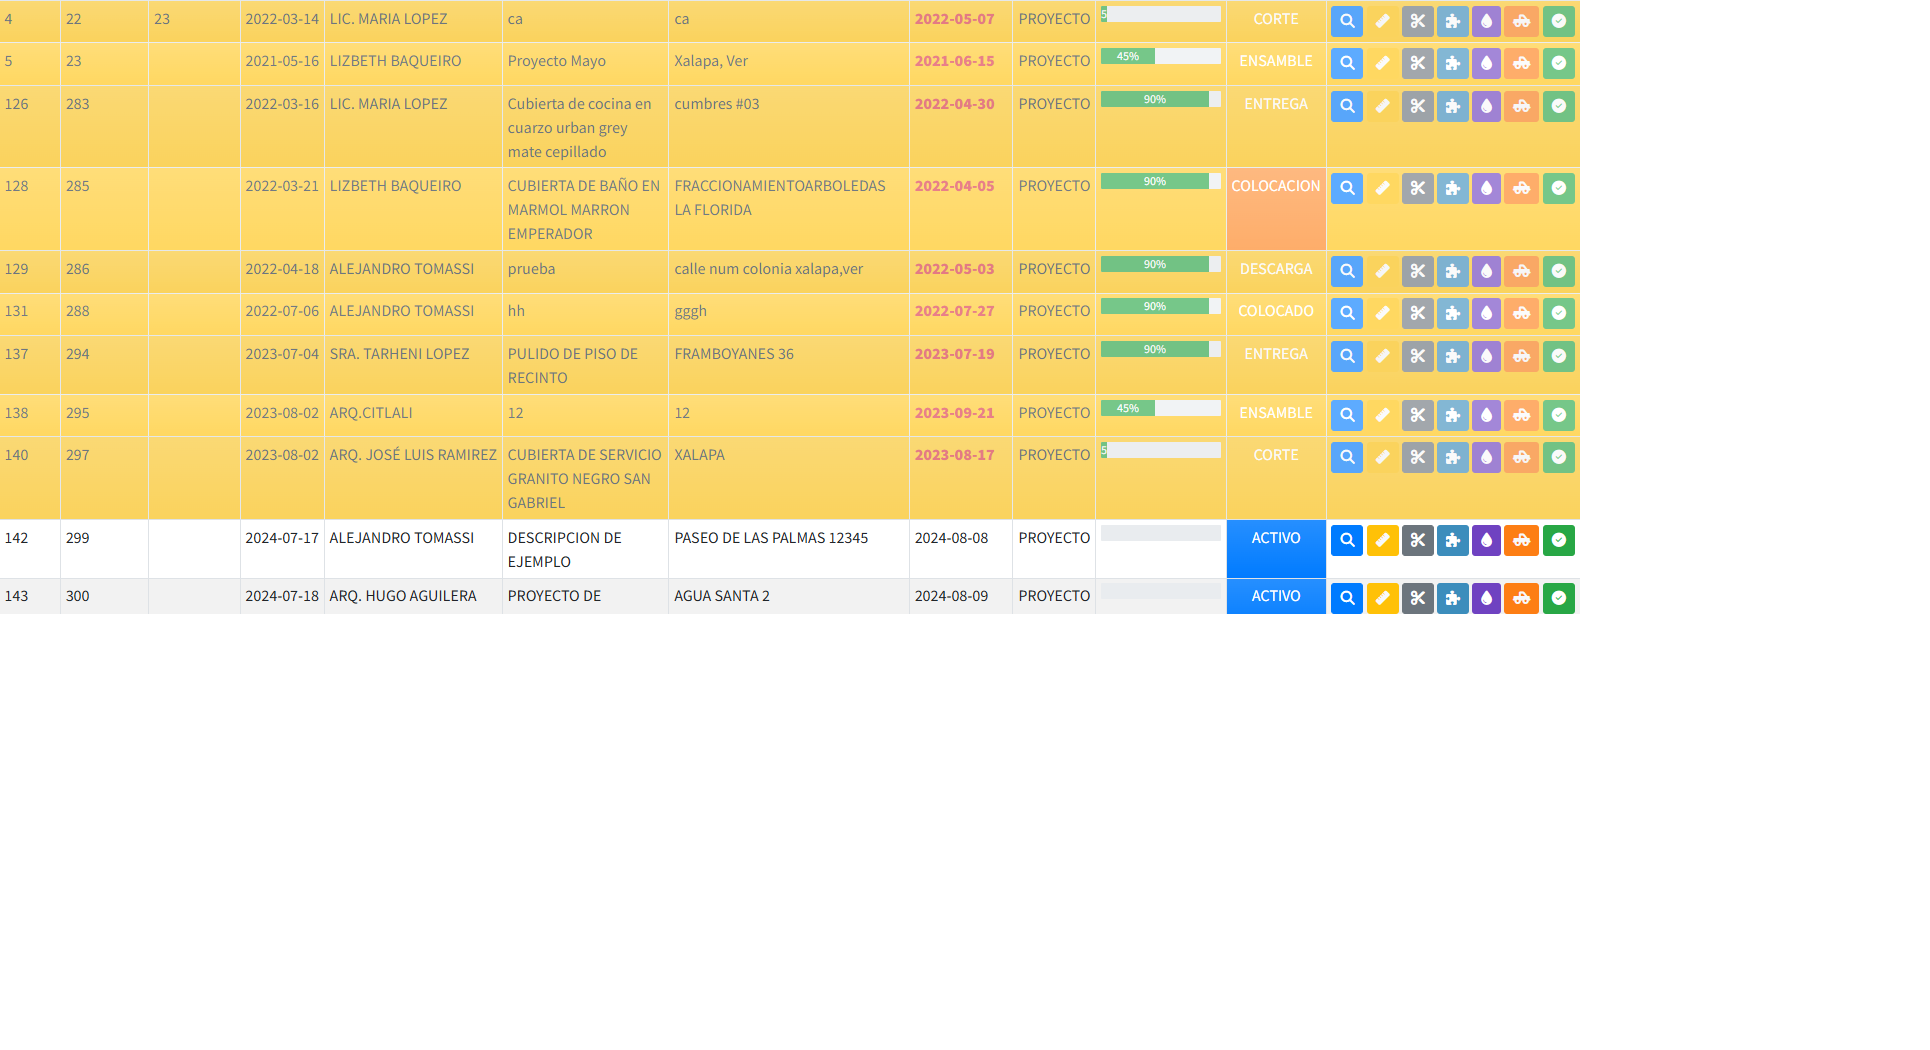 4 22 23 2022-03-14 LIC. MARIA LOPEZ ca ca 2022-05-07 PROYECTO 5 CORTE
5 23 2021-05-16 LIZBETH BAQUEIRO Proyecto Mayo Xalapa, Ver 2021-06-15 PROYECTO 45% ENSAMBLE
126 283 2022-03-16 LIC. MARIA LOPEZ Cubierta de cocina en cumbres #03 2022-04-30 PROYECTO 90% ENTREGA
cuarzo urban grey
mate cepillado
128 285 2022-03-21 LIZBETH BAQUEIRO CUBIERTA DE BAÑO EN FRACCIONAMIENTOARBOLEDAS 2022-04-05 PROYECTO 90% COLOCACION
MARMOL MARRON LA FLORIDA
EMPERADOR
129 286 2022-04-18 ALEJANDRO TOMASSI prueba calle num colonia xalapa,ver 2022-05-03 PROYECTO 90% DESCARGA
131 288 2022-07-06 ALEJANDRO TOMASSI hh gggh 2022-07-27 PROYECTO 90% COLOCADO
137 294 2023-07-04 SRA. TARHENI LOPEZ PULIDO DE PISO DE FRAMBOYANES 36 2023-07-19 PROYECTO 90% ENTREGA
RECINTO
138 295 2023-08-02 ARQ.CITLALI 12 12 2023-09-21 PROYECTO 45% ENSAMBLE
140 297 2023-08-02 ARQ. JOSÉ LUIS RAMIREZ CUBIERTA DE SERVICIO XALAPA 2023-08-17 PROYECTO 5 CORTE
GRANITO NEGRO SAN
GABRIEL
142 299 2024-07-17 ALEJANDRO TOMASSI DESCRIPCION DE PASEO DE LAS PALMAS 12345 2024-08-08 PROYECTO ACTIVO
EJEMPLO
143 300 2024-07-18 ARQ. HUGO AGUILERA PROYECTO DE AGUA SANTA 2 2024-08-09 PROYECTO ACTIVO